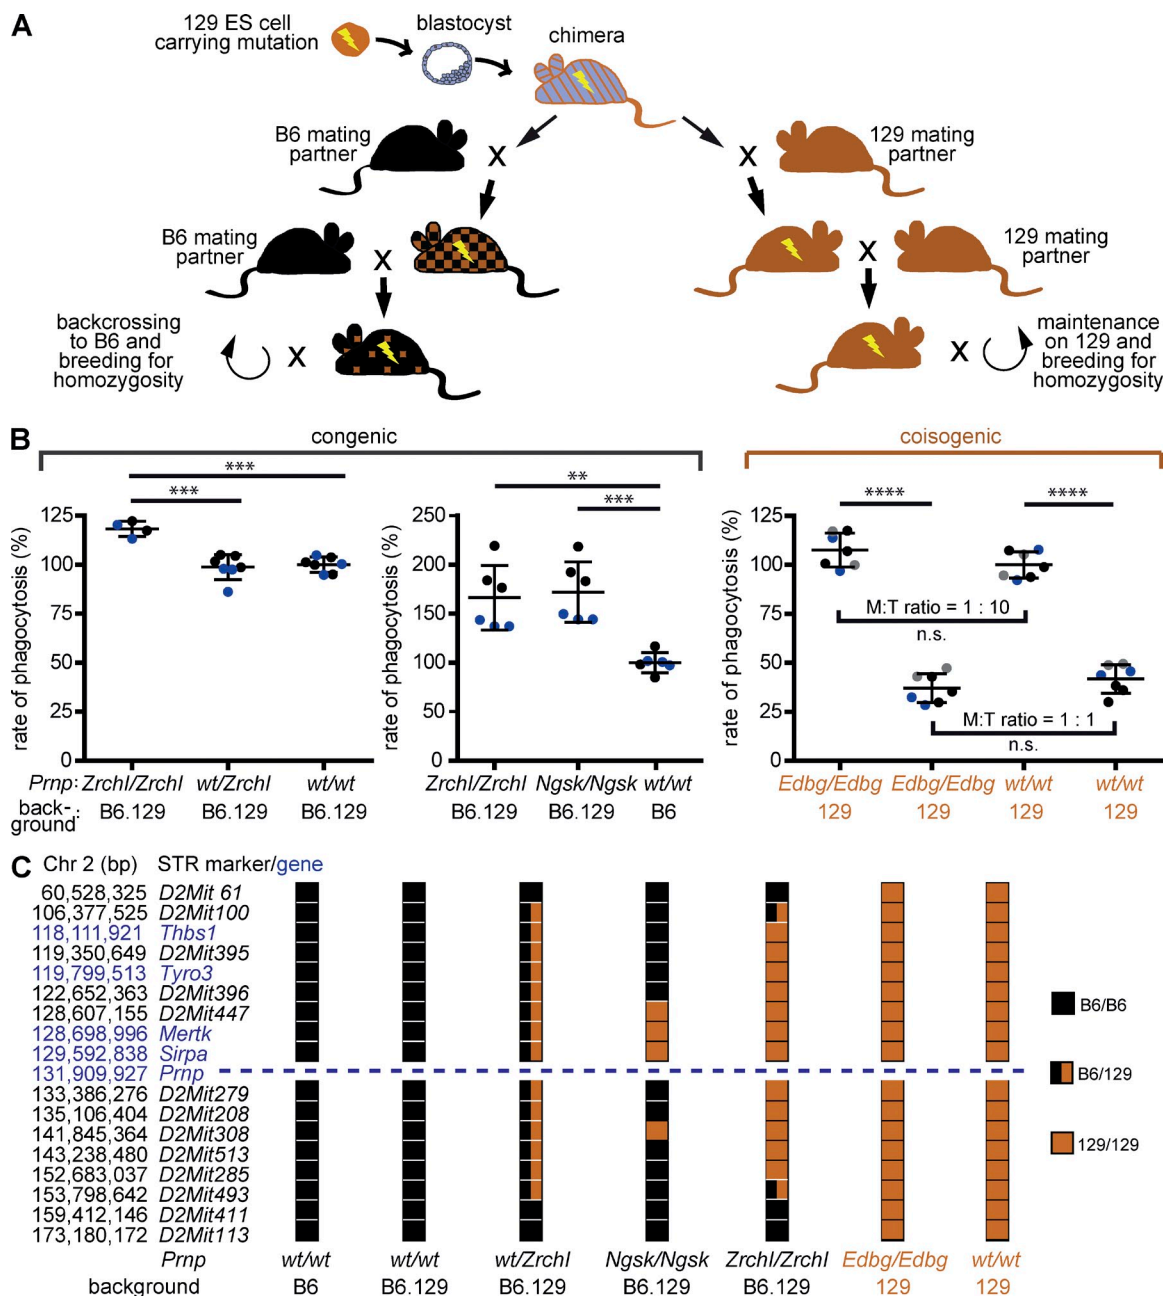 A
129 ES cell
carrying mutation
blastocyst
chimera
B6 mating
partner
X
X
129 mating
partner
B6 mating
partner
X
X
129 mating
partner
backcrossing
to B6 and
breeding for
homozygosity
X
X
maintenance
on 129 and
breeding for
homozygosity
B
congenic
coisogenic
rate of phagocytosis (%)
125
100
75
50
25
0
***
***
Prnp: ZrchI/ZrchI wt/ZrchI wt/wt
back-
ground: B6.129 B6.129 B6.129
rate of phagocytosis (%)
250
200
150
100
50
0
**
***
ZrchI/ZrchI Ngsk/Ngsk wt/wt
B6.129 B6.129 B6
rate of phagocytosis (%)
125
100
75
50
25
0
**** ****
M:T ratio = 1 : 10
n.s.
M:T ratio = 1 : 1
n.s.
Edbg/Edbg Edbg/Edbg wt/wt wt/wt
129 129 129 129
C Chr 2 (bp) STR marker/gene
60,528,325 D2Mit 61
106,377,525 D2Mit100
118,111,921 Thbs1
119,350,649 D2Mit395
119,799,513 Tyro3
122,652,363 D2Mit396
128,607,155 D2Mit447
128,698,996 Mertk
129,592,838 Sirpa
131,909,927 Prnp
133,386,276 D2Mit279
135,106,404 D2Mit208
141,845,364 D2Mit308
143,238,480 D2Mit513
152,683,037 D2Mit285
153,798,642 D2Mit493
159,412,146 D2Mit411
173,180,172 D2Mit113
B6/B6
B6/129
129/129
Prnp wt/wt wt/wt wt/ZrchI Ngsk/Ngsk ZrchI/ZrchI Edbg/Edbg wt/wt
background B6 B6.129 B6.129 B6.129 B6.129 129 129